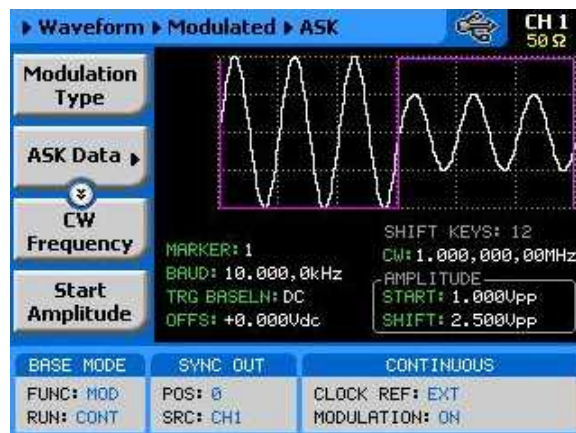 Waveform Modulated ASK
CH 1
50 Ω
Modulation
Type
ASK Data
CW
Frequency
Start
Amplitude
MARKER: 1
BAUD: 10.000,0kHz
TRG BASELN: DC
OFFS: +0.000Vdc
SHIFT KEYS: 12
CW: 1.000,000,00MHz
AMPLITUDE
START: 1.000Vpp
SHIFT: 2.500Vpp
BASE MODE
FUNC: MOD
RUN: CONT
SYNC OUT
POS: 0
SRC: CH1
CONTINUOUS
CLOCK REF: EXT
MODULATION: ON